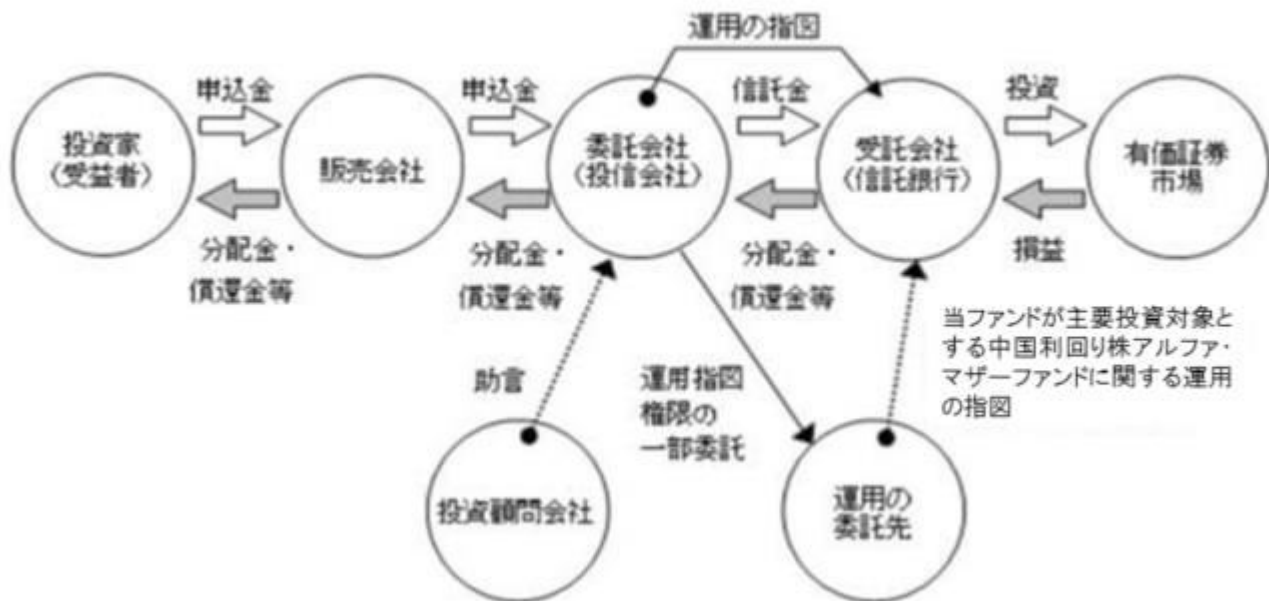 運用の指図
申込金
申込金
信託金
投資
投資家
〈受益者〉
販売会社
委託会社
〈投信会社〉
受託会社
〈信託銀行〉
有価証券
市場
分配金・
償還金等
分配金・
償還金等
分配金・
償還金等
損益
当ファンドが主要投資対象と
する中国利回り株アルファ・
マザーファンドに関する運用
の指図
助言
運用指図
権限の
一部委託
投資顧問会社
運用の
委託先